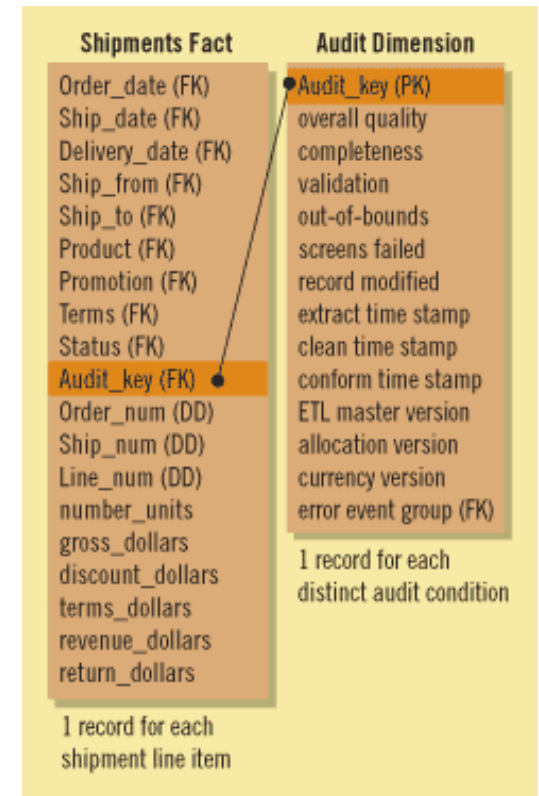 Shipments Fact
Order_date (FK)
Ship_date (FK)
Delivery_date (FK)
Ship_from (FK)
Ship_to (FK)
Product (FK)
Promotion (FK)
Terms (FK)
Status (FK)
Audit_key (FK)
Order_num (DD)
Ship_num (DD)
Line_num (DD)
number_units
gross_dollars
discount_dollars
terms_dollars
revenue_dollars
return_dollars
1 record for each
shipment line item
Audit Dimension
Audit_key (PK)
overall quality
completeness
validation
out-of-bounds
screens failed
record modified
extract time stamp
clean time stamp
conform time stamp
ETL master version
allocation version
currency version
error event group (FK)
1 record for each
distinct audit condition